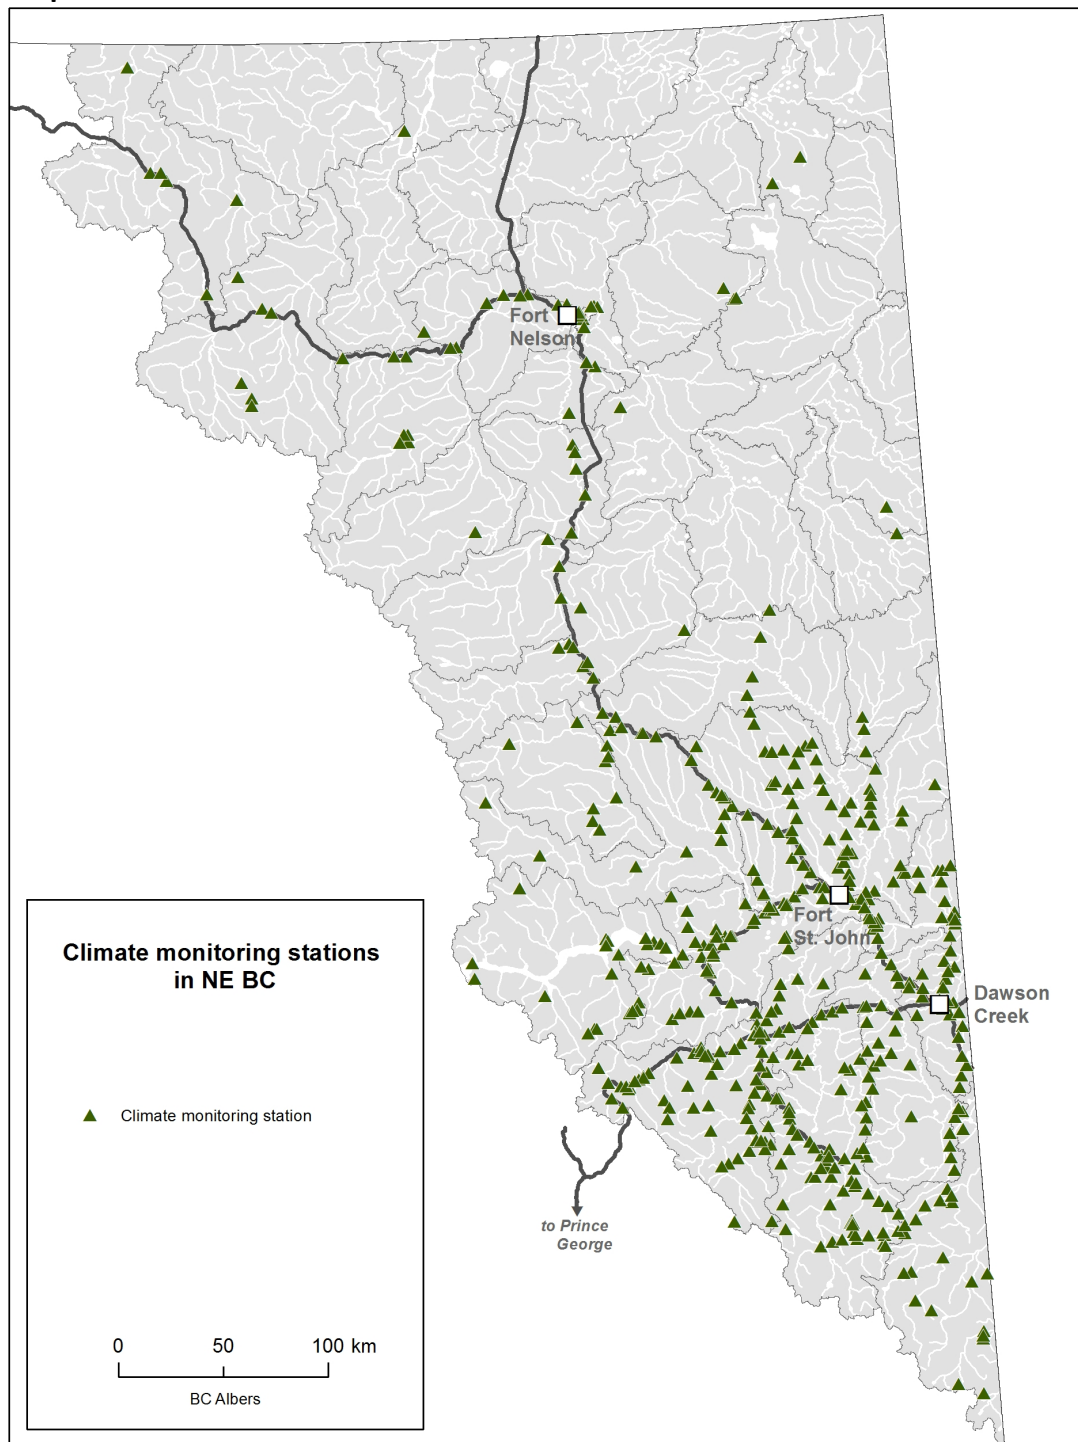 Fort
Nelson
Fort
St. John
Dawson
Creek
to Prince
George
Climate monitoring stations
in NE BC
Climate monitoring station
0 50 100 km
BC Albers